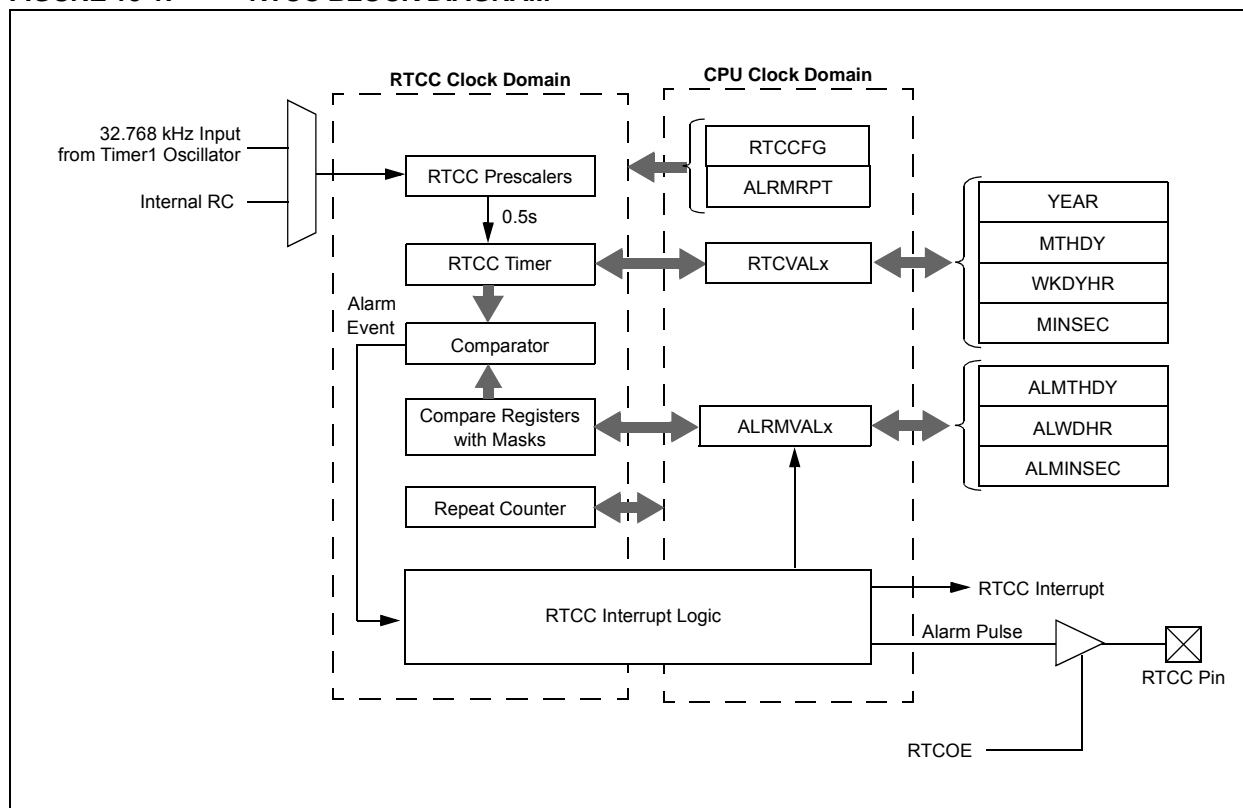 RTCC Clock Domain
CPU Clock Domain
32.768 kHz Input
from Timer1 Oscillator
Internal RC
RTCC Prescalers
0.5s
RTCC Timer
Alarm
Event
Comparator
Compare Registers
with Masks
Repeat Counter
RTCC Interrupt Logic
RTCCFG
ALRMRPT
RTCVALx
ALRMVALx
YEAR
MTHDY
WKDYHR
MINSEC
ALMTHDY
ALWDHR
ALMINSEC
RTCC Interrupt
Alarm Pulse
RTCC Pin
RTCOE